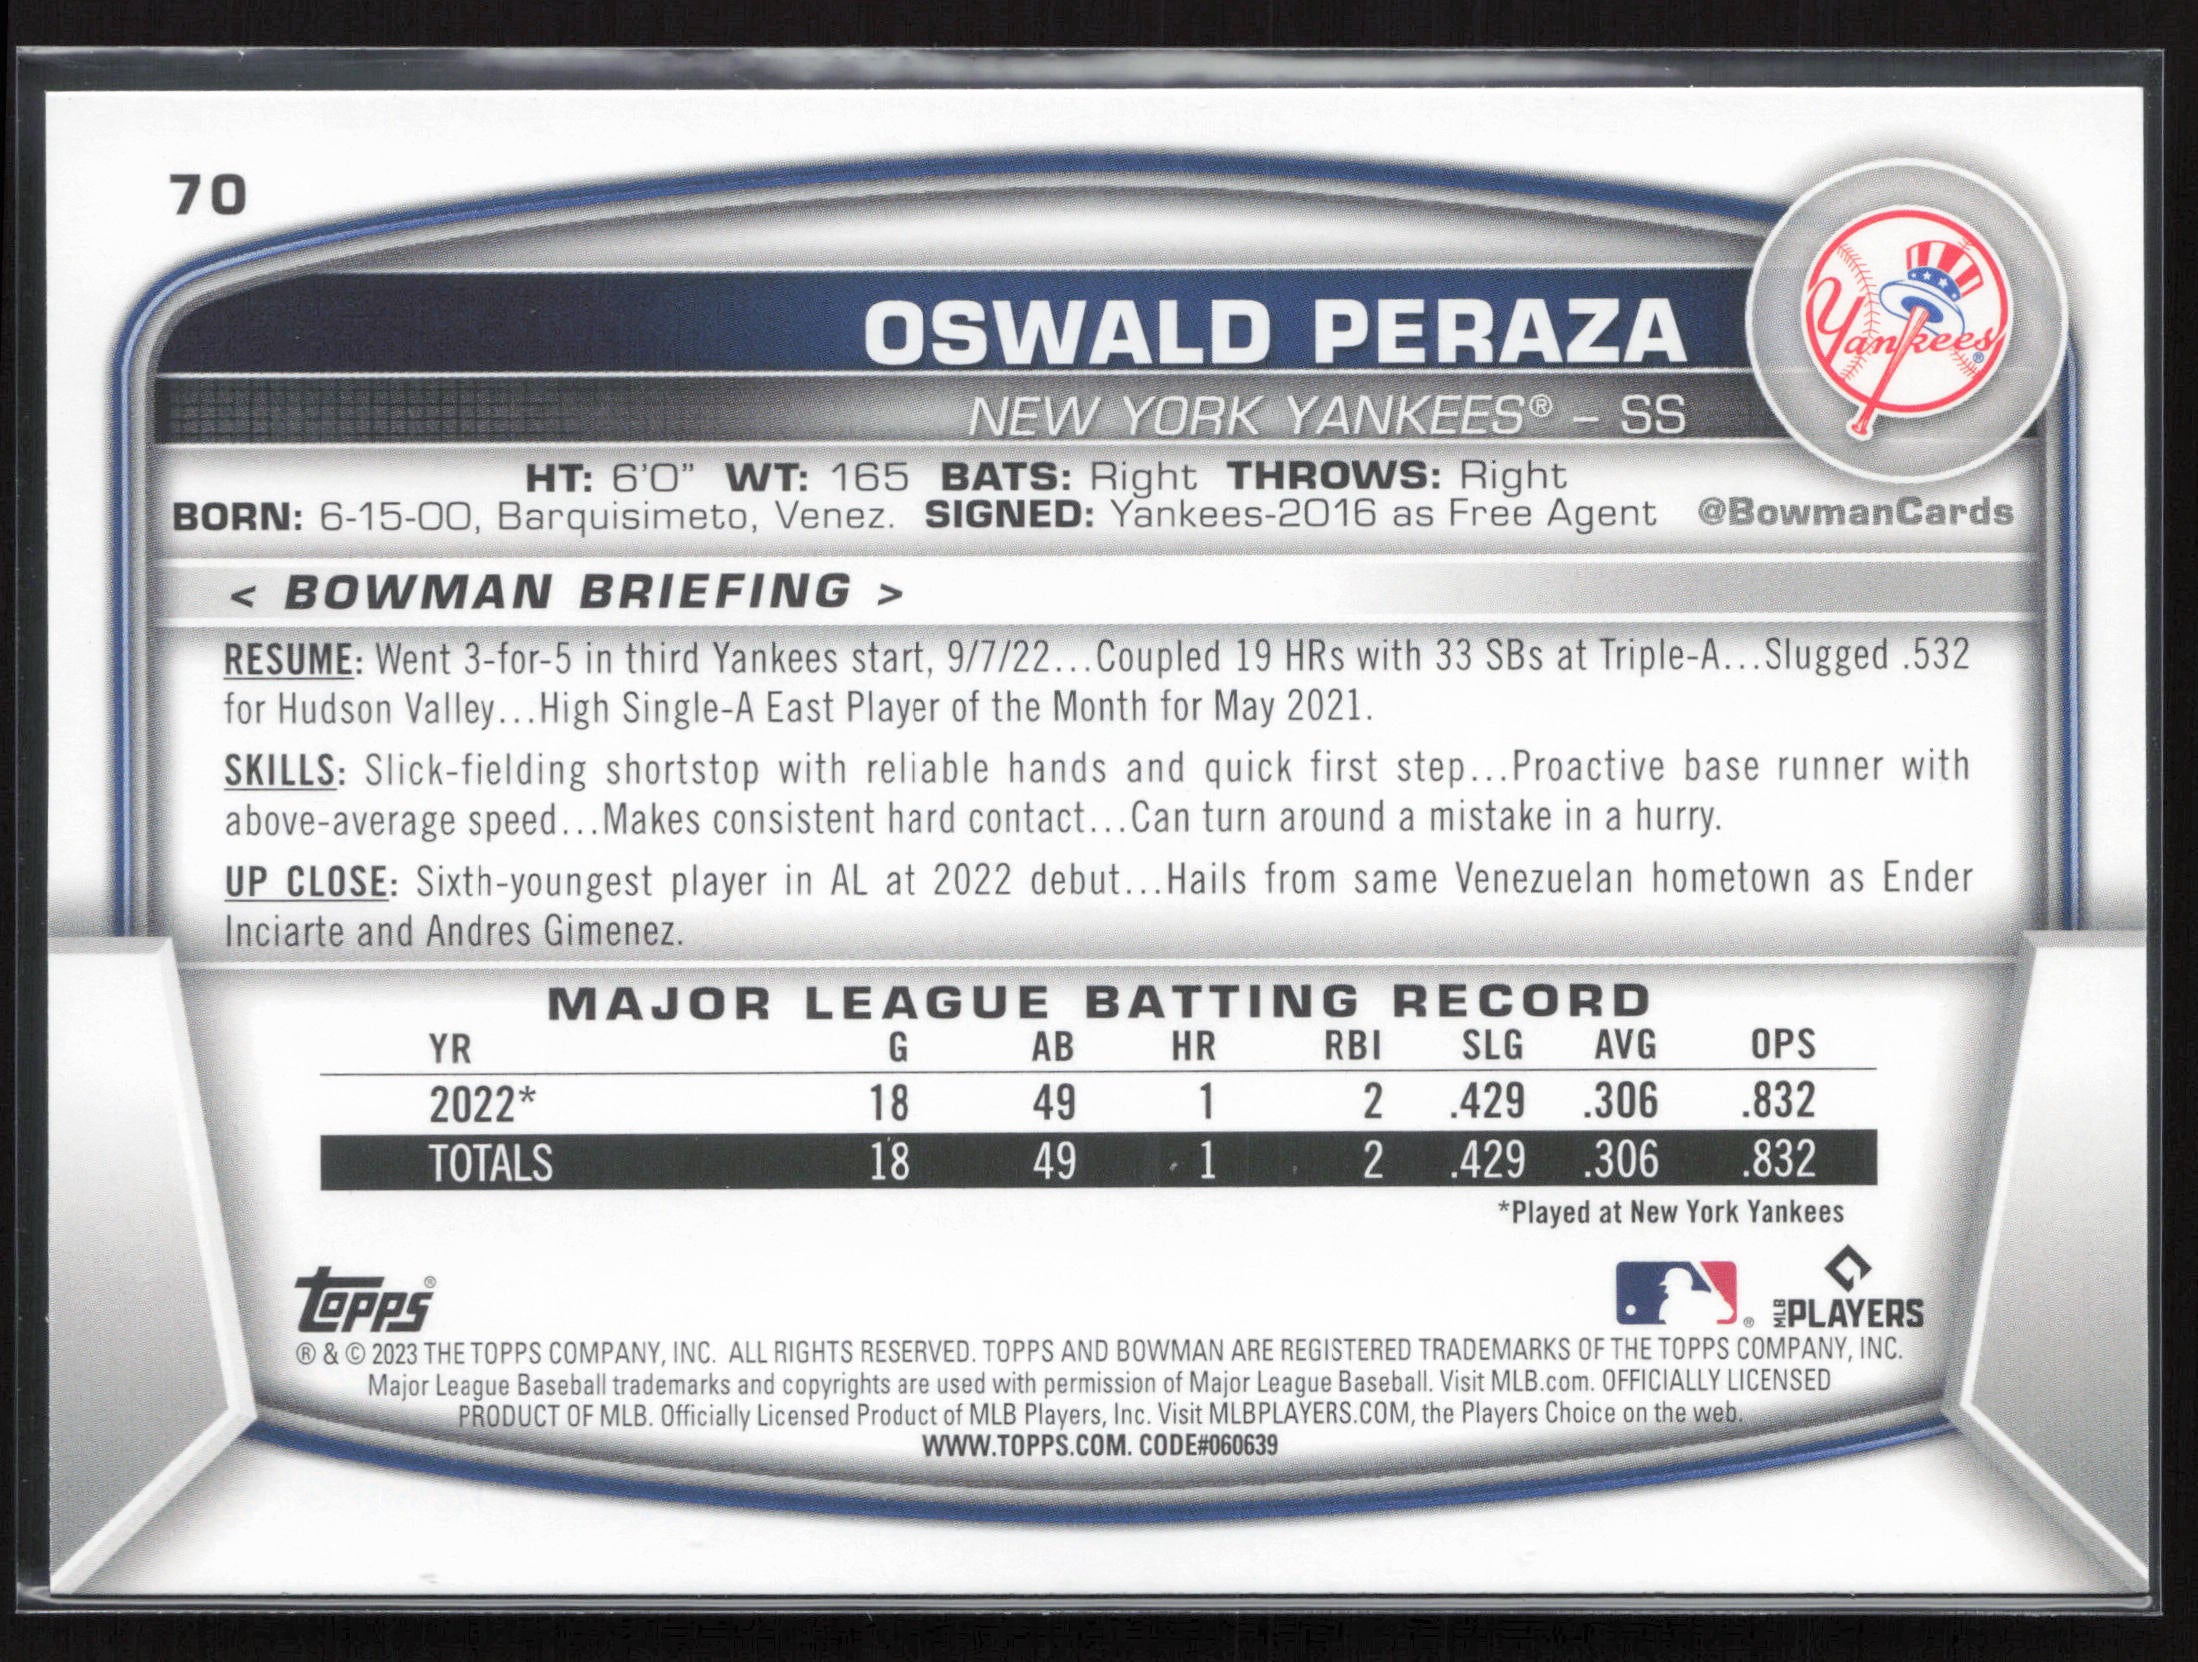 70
OSWALD PERAZA
Yankees®
NEW YORK YANKEES® – SS
HT: 6'0" WT: 165 BATS: Right THROWS: Right
BORN: 6-15-00, Barquisimeto, Venez. SIGNED: Yankees-2016 as Free Agent @BowmanCards
< BOWMAN BRIEFING >
RESUME: Went 3-for-5 in third Yankees start, 9/7/22...Coupled 19 HRs with 33 SBs at Triple-A...Slugged .532
for Hudson Valley...High Single-A East Player of the Month for May 2021.
SKILLS: Slick-fielding shortstop with reliable hands and quick first step...Proactive base runner with
above-average speed...Makes consistent hard contact...Can turn around a mistake in a hurry.
UP CLOSE: Sixth-youngest player in AL at 2022 debut...Hails from same Venezuelan hometown as Ender
Inciarte and Andres Gimenez.
MAJOR LEAGUE BATTING RECORD
YR G AB HR RBI SLG AVG OPS
2022* 18 49 1 2 .429 .306 .832
TOTALS 18 49 1 2 .429 .306 .832
*Played at New York Yankees
topps® ® MLB PLAYERS
® & © 2023 THE TOPPS COMPANY, INC. ALL RIGHTS RESERVED. TOPPS AND BOWMAN ARE REGISTERED TRADEMARKS OF THE TOPPS COMPANY, INC.
Major League Baseball trademarks and copyrights are used with permission of Major League Baseball. Visit MLB.com. OFFICIALLY LICENSED
PRODUCT OF MLB. Officially Licensed Product of MLB Players, Inc. Visit MLBPLAYERS.COM, the Players Choice on the web.
WWW.TOPPS.COM. CODE#060639